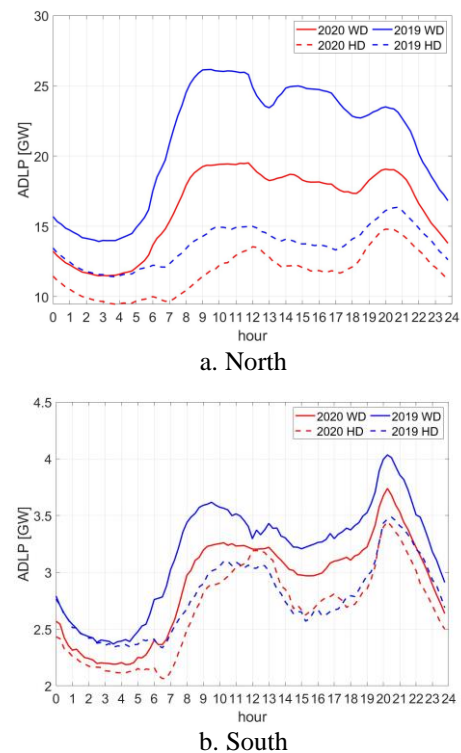 30
2020 WD 2019 WD
2020 HD 2019 HD
25
20
15
10
ADLP [GW]
0 1 2 3 4 5 6 7 8 9 10 11 12 13 14 15 16 17 18 19 20 21 22 23 24
hour
a. North
4.5
2020 WD 2019 WD
2020 HD 2019 HD
4
3.5
3
2.5
2
ADLP [GW]
0 1 2 3 4 5 6 7 8 9 10 11 12 13 14 15 16 17 18 19 20 21 22 23 24
hour
b. South